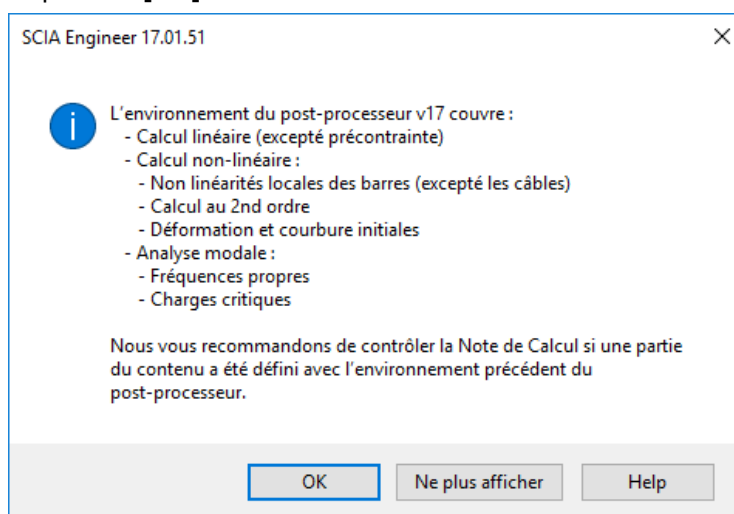 SCIA Engineer 17.01.51
L'environnement du post-processeur v17 couvre :
- Calcul linéaire (excepté précontrainte)
- Calcul non-linéaire :
- Non linéarités locales des barres (excepté les câbles)
- Calcul au 2nd ordre
- Déformation et courbure initiales
- Analyse modale :
- Fréquences propres
- Charges critiques
Nous vous recommandons de contrôler la Note de Calcul si une partie
du contenu a été défini avec l'environnement précédent du
post-processeur.
OK Ne plus afficher Help